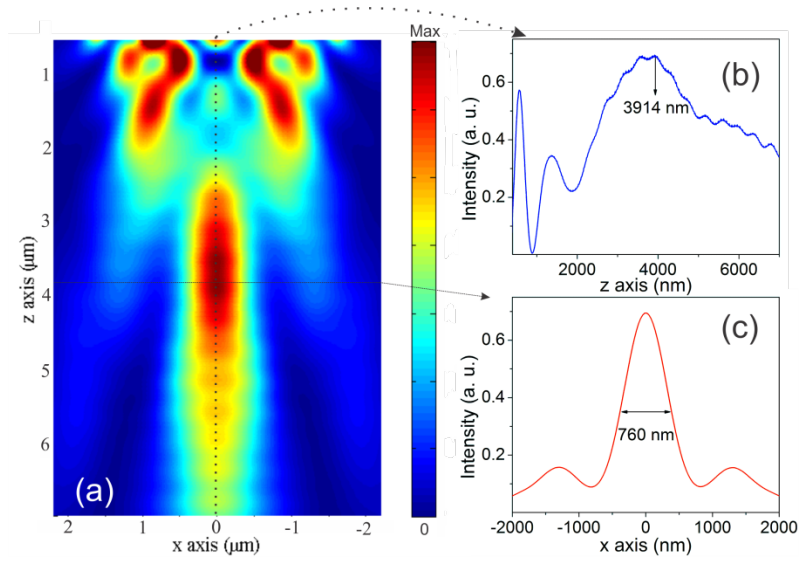 Max
1
2
3
4
5
6
z axis (μm)
(a)
0
2
1
0
-1
-2
x axis (μm)
(b)
0.6
0.4
0.2
Intensity (a. u.)
3914 nm
2000
4000
6000
z axis (nm)
(c)
0.6
0.4
0.2
Intensity (a. u.)
760 nm
-2000
-1000
0
1000
2000
x axis (nm)